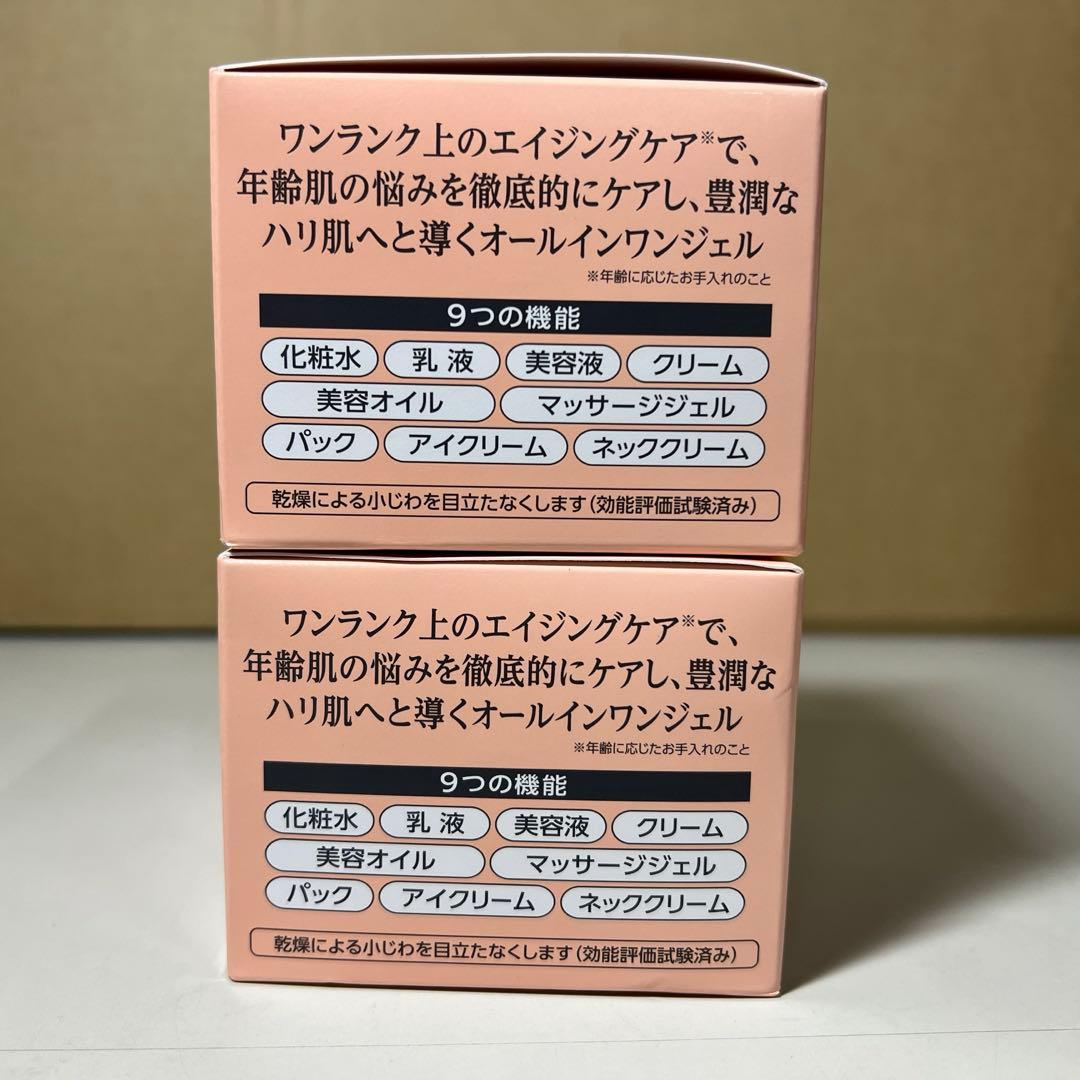 ワンランク上のエイジングケア※で、
年齢肌の悩みを徹底的にケアし、豊潤な
ハリ肌へと導くオールインワンジェル
※年齢に応じたお手入れのこと
9つの機能
化粧水 乳液 美容液 クリーム
美容オイル マッサージジェル
パック アイクリーム ネッククリーム
乾燥による小じわを目立たなくします(効能評価試験済み)
ワンランク上のエイジングケア※で、
年齢肌の悩みを徹底的にケアし、豊潤な
ハリ肌へと導くオールインワンジェル
※年齢に応じたお手入れのこと
9つの機能
化粧水 乳液 美容液 クリーム
美容オイル マッサージジェル
パック アイクリーム ネッククリーム
乾燥による小じわを目立たなくします(効能評価試験済み)